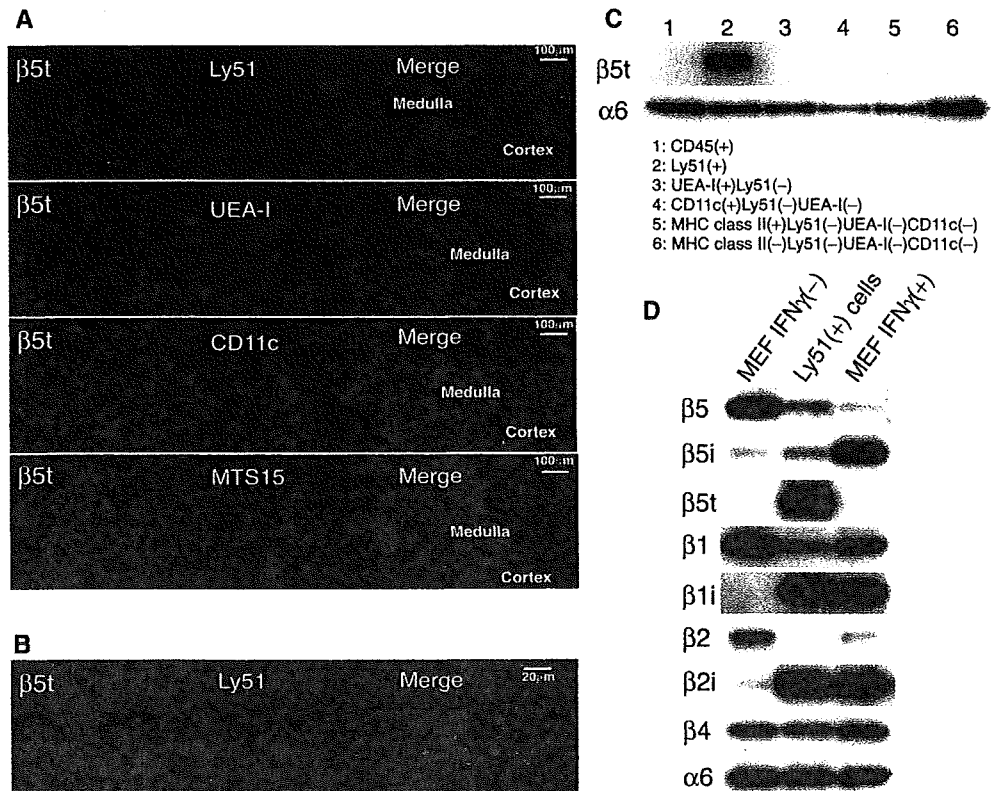 A
β5t Ly51 Merge 100µm
Medulla
Cortex
β5t UEA-I Merge 100µm
Medulla
Cortex
β5t CD11c Merge 100µm
Medulla
Cortex
β5t MTS15 Merge 100µm
Medulla
Cortex
B
β5t Ly51 Merge 20µm
C
1 2 3 4 5 6
β5t
α6
1: CD45(+)
2: Ly51(+)
3: UEA-I(+)Ly51(–)
4: CD11c(+)Ly51(–)UEA-I(–)
5: MHC class II(+)Ly51(–)UEA-I(–)CD11c(–)
6: MHC class II(–)Ly51(–)UEA-I(–)CD11c(–)
D
MEF IFNγ(–) Ly51(+) cells MEF IFNγ(+)
β5
β5i
β5t
β1
β1i
β2
β2i
β4
α6